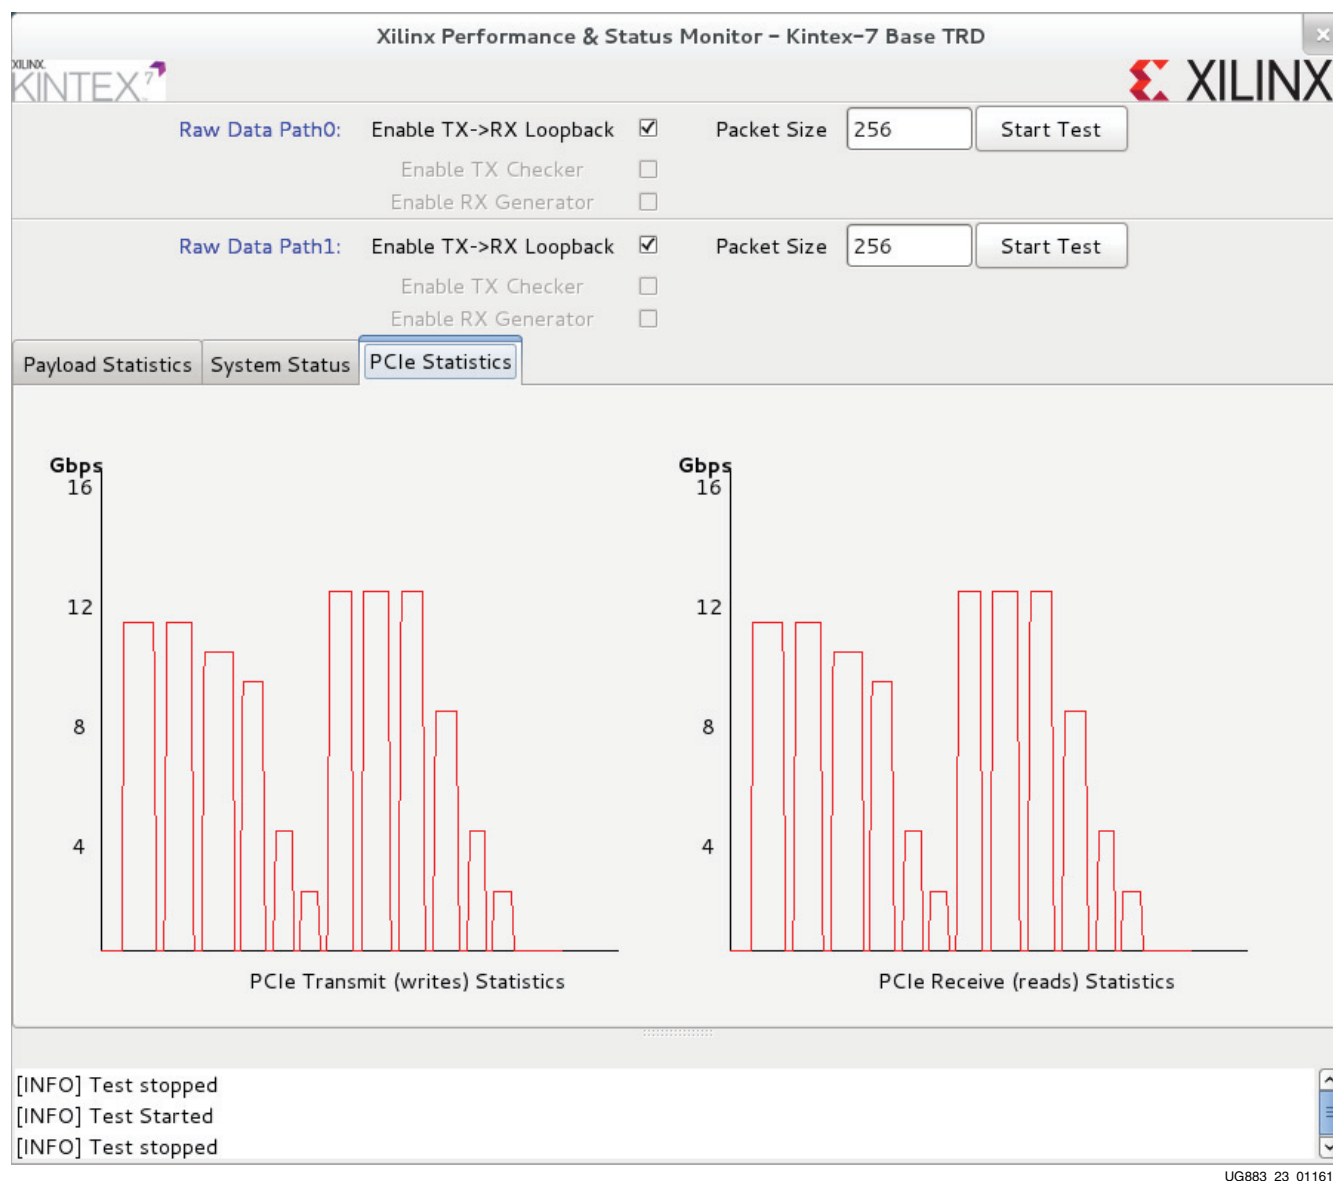 Xilinx Performance & Status Monitor - Kintex-7 Base TRD
XILINX
KINTEX 7
XILINX
Raw Data Path0: Enable TX->RX Loopback Packet Size 256 Start Test
Enable TX Checker
Enable RX Generator
Raw Data Path1: Enable TX->RX Loopback Packet Size 256 Start Test
Enable TX Checker
Enable RX Generator
Payload Statistics System Status PCIe Statistics
Gbps Gbps
16 16
12 12
8 8
4 4
PCIe Transmit (writes) Statistics PCIe Receive (reads) Statistics
[INFO] Test stopped
[INFO] Test Started
[INFO] Test stopped
UG883_23_01161